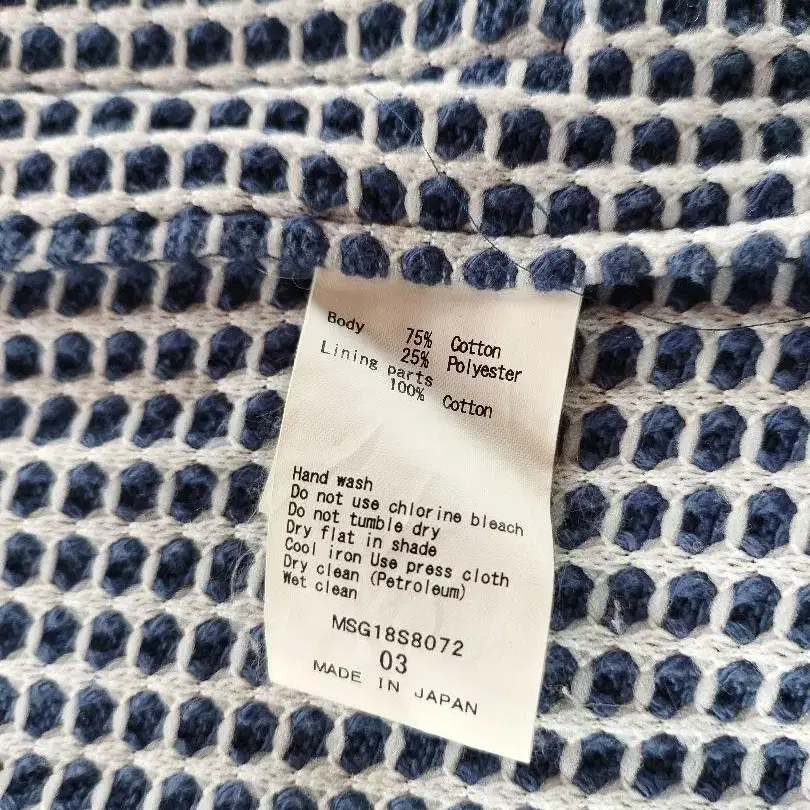 Body 75% Cotton
25% Polyester
Lining parts
100% Cotton
Hand wash
Do not use chlorine bleach
Do not tumble dry
Dry flat in shade
Cool iron Use press cloth
Dry clean (Petroleum)
Wet clean
MSG18S8072
03
MADE IN JAPAN